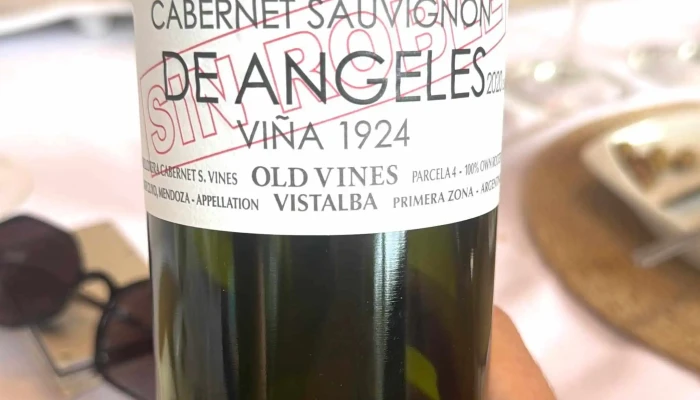 CABERNET SAUVIGNON
SIN ROBLE
DE ANGELES 2020
VIÑA 1924
CABERNET S. VINES OLD VINES PARCELA 4 - 100% OWN
MENDOZA - APPELLATION VISTALBA PRIMERA ZONA -